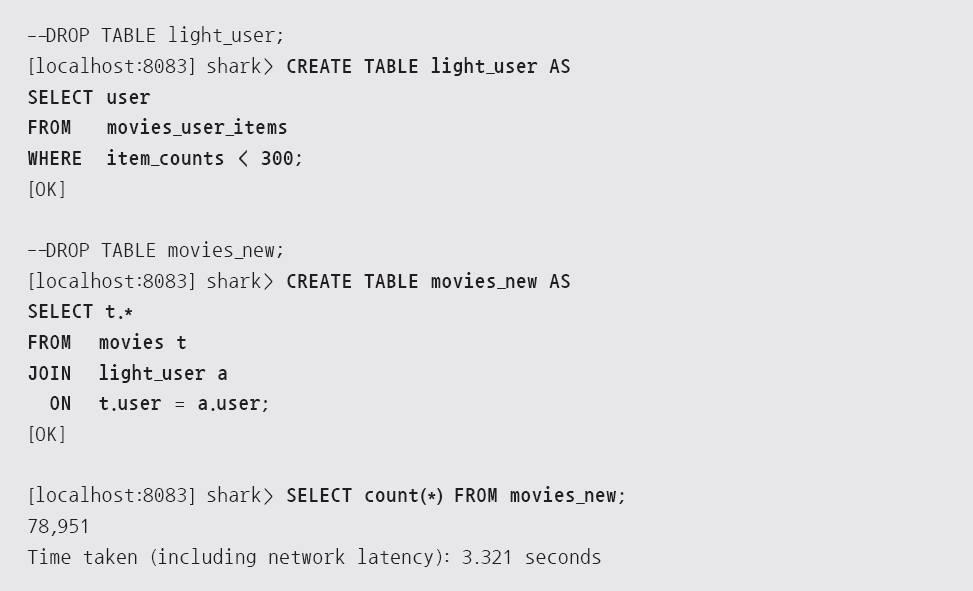 --DROP TABLE light_user;
[localhost:8083] shark> CREATE TABLE light_user AS
SELECT user
FROM   movies_user_items
WHERE  item_counts < 300;
[OK]

--DROP TABLE movies_new;
[localhost:8083] shark> CREATE TABLE movies_new AS
SELECT t.*
FROM   movies t
JOIN   light_user a
  ON   t.user = a.user;
[OK]

[localhost:8083] shark> SELECT count(*) FROM movies_new;
78,951
Time taken (including network latency): 3.321 seconds